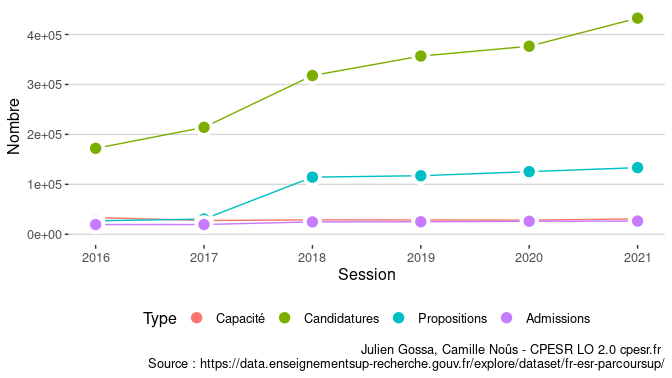 Nombre
4e+05
3e+05
2e+05
1e+05
0e+00
2016 2017 2018 2019 2020 2021
Session
Type Capacité Candidatures Propositions Admissions
Julien Gossa, Camille Noûs - CPESR LO 2.0 cpesr.fr
Source : https://data.enseignementsup-recherche.gouv.fr/explore/dataset/fr-esr-parcoursup/